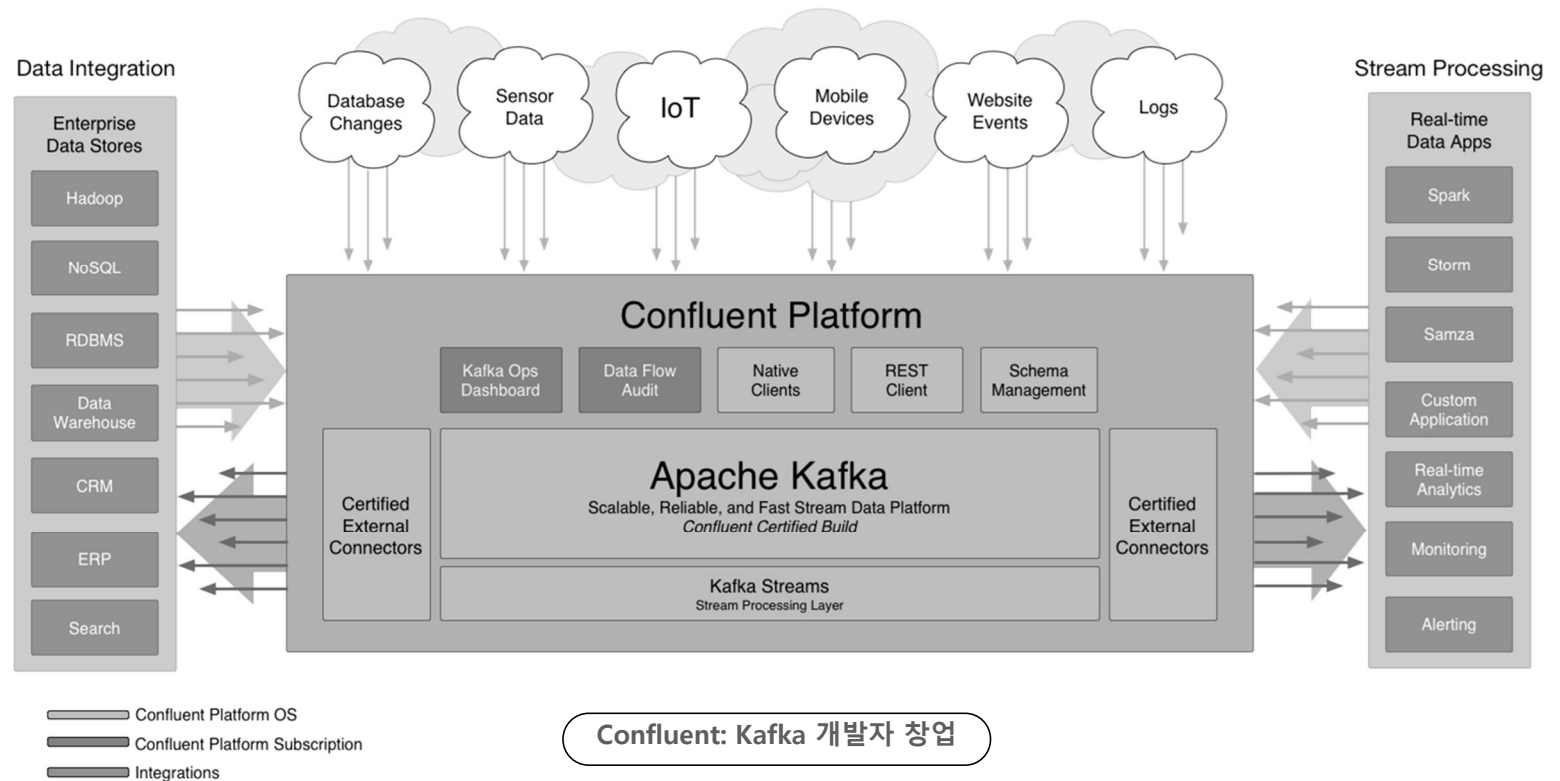 Data Integration
Enterprise
Data Stores
Hadoop
NoSQL
RDBMS
Data
Warehouse
CRM
ERP
Search
Database
Changes
Sensor
Data
IoT
Mobile
Devices
Website
Events
Logs
Confluent Platform
Kafka Ops
Dashboard
Data Flow
Audit
Native
Clients
REST
Client
Schema
Management
Certified
External
Connectors
Apache Kafka
Scalable, Reliable, and Fast Stream Data Platform
Confluent Certified Build
Kafka Streams
Stream Processing Layer
Certified
External
Connectors
Stream Processing
Real-time
Data Apps
Spark
Storm
Samza
Custom
Application
Real-time
Analytics
Monitoring
Alerting
Confluent Platform OS
Confluent Platform Subscription
Integrations
Confluent: Kafka 개발자 창업